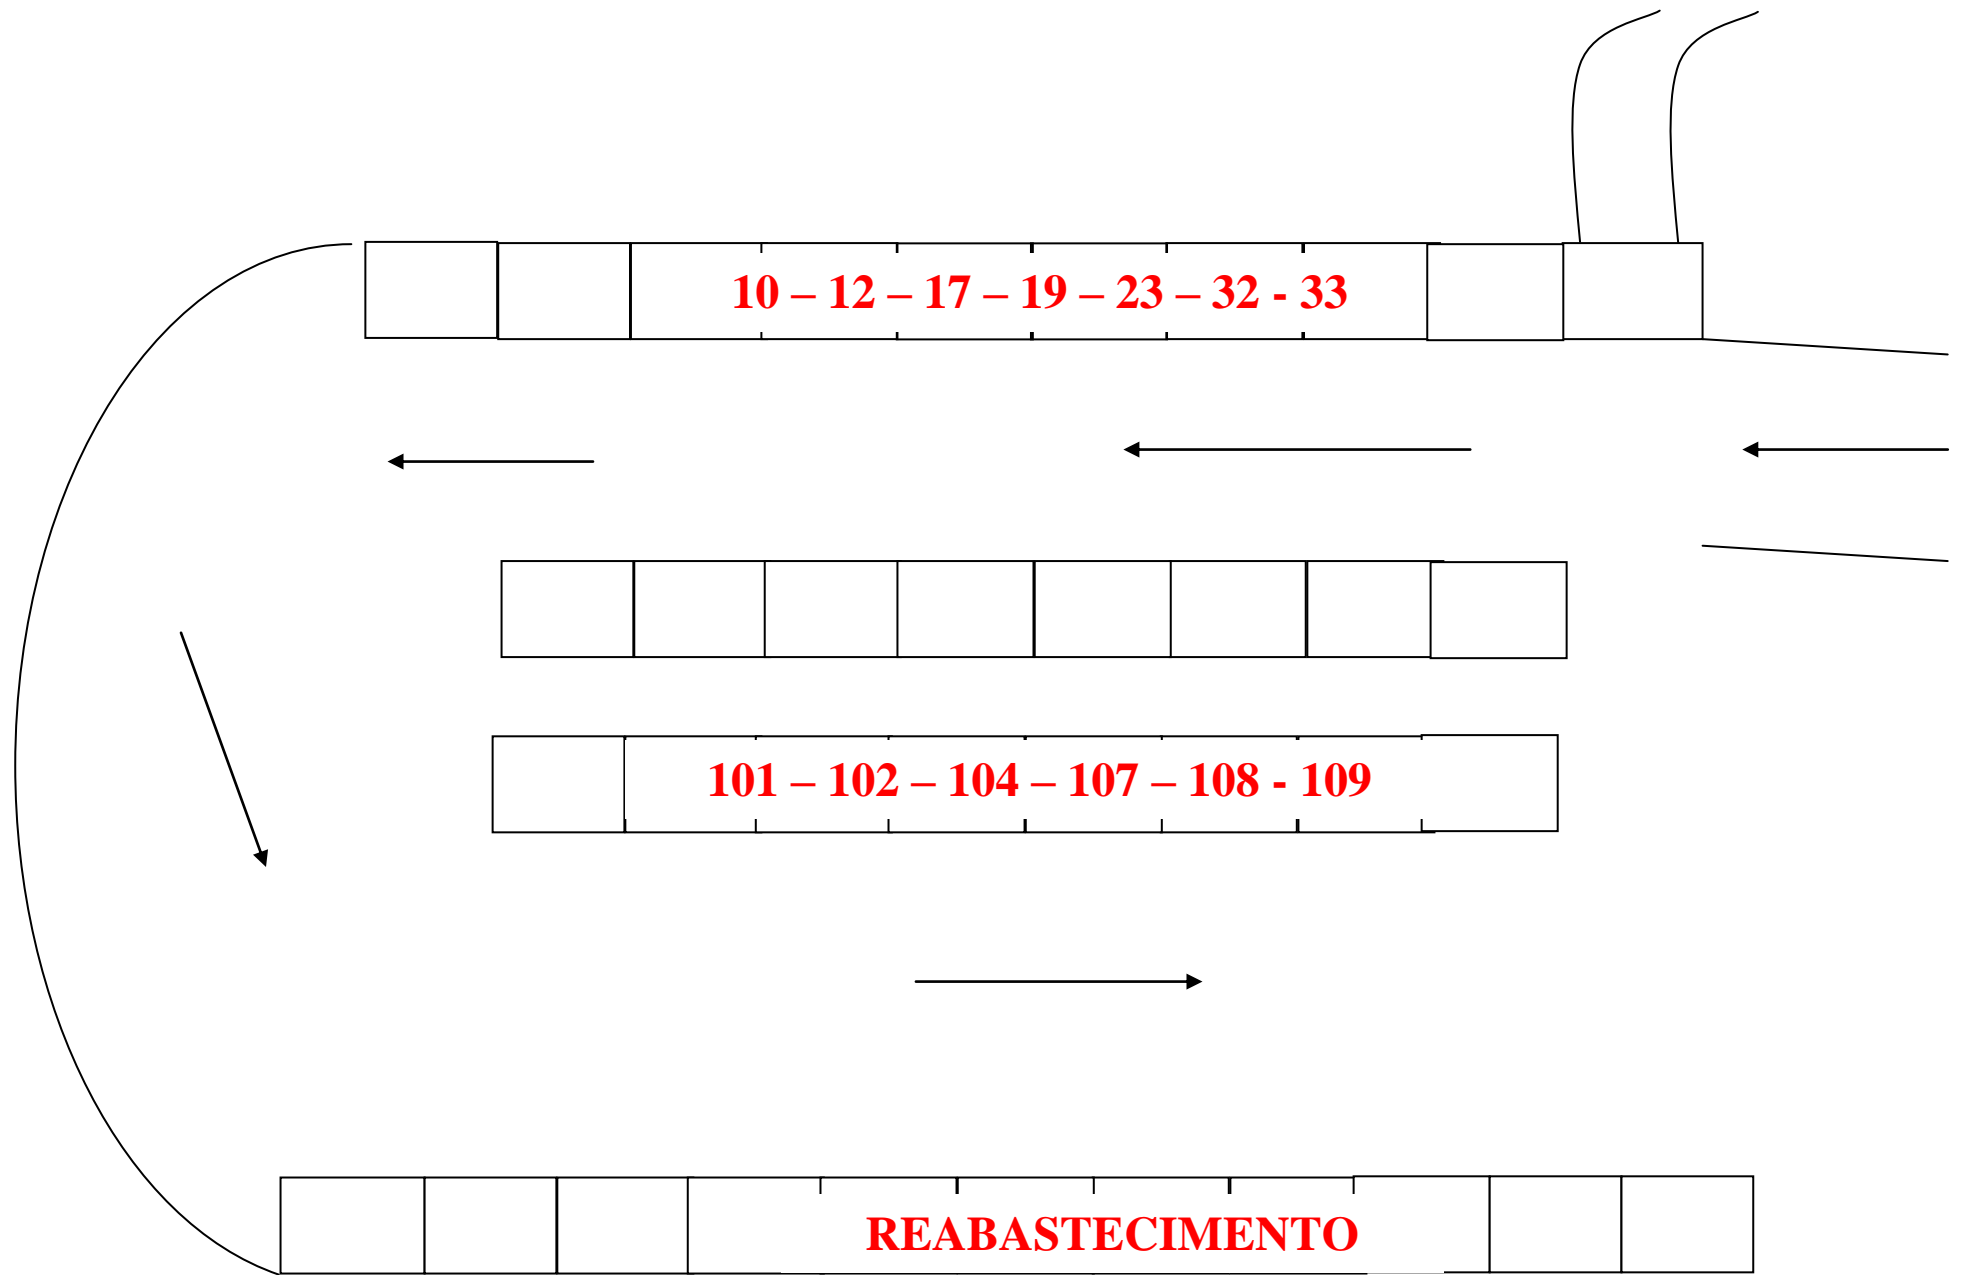 10 – 12 – 17 – 19 – 23 – 32 - 33
101 – 102 – 104 – 107 – 108 - 109
REABASTECIMENTO